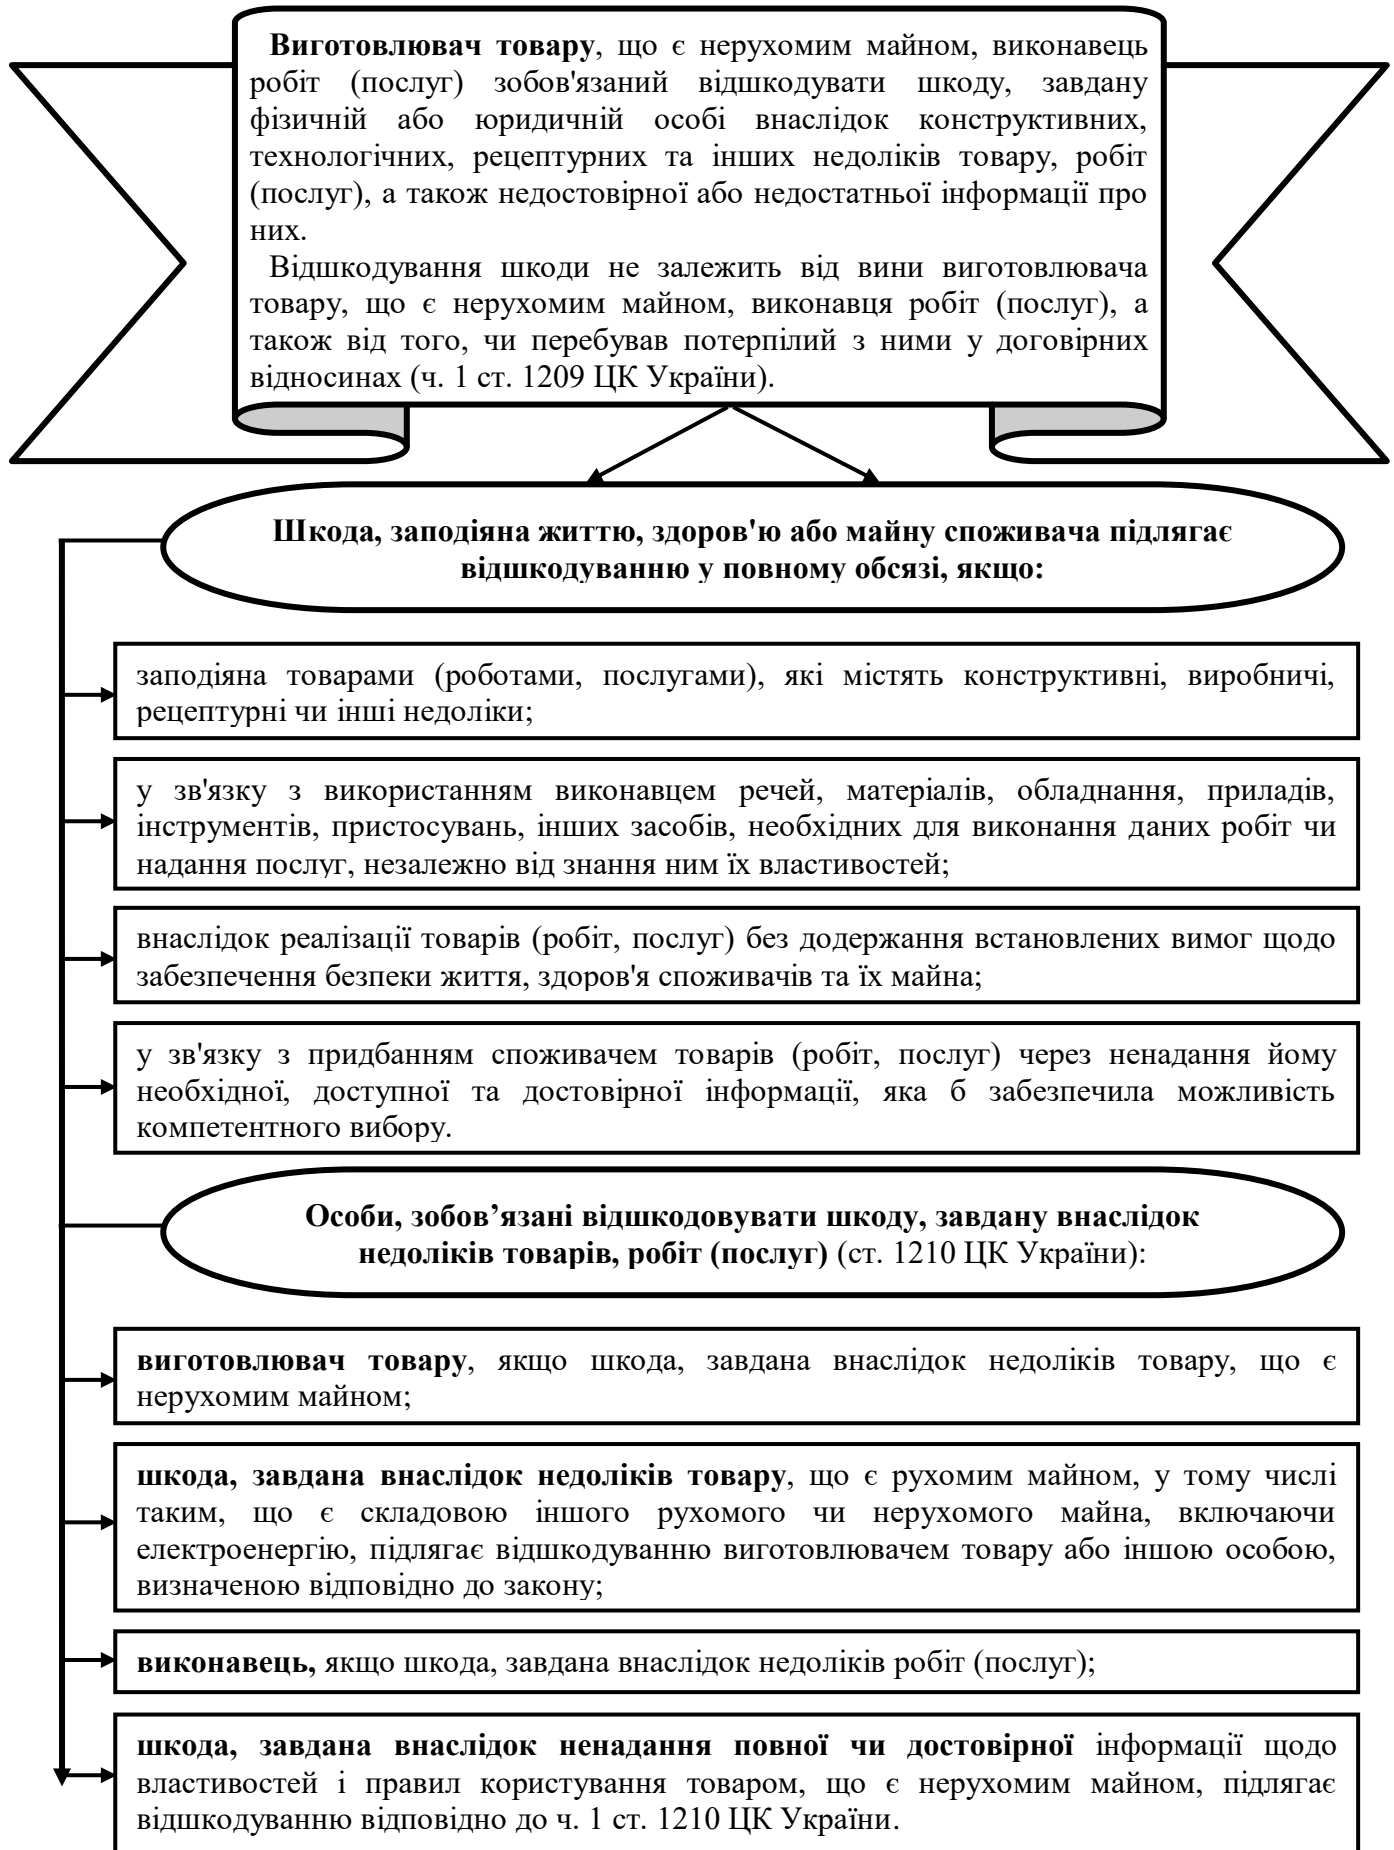 Виготовлювач товару, що є нерухомим майном, виконавець
робіт (послуг) зобов'язаний відшкодувати шкоду, завдану
фізичній або юридичній особі внаслідок конструктивних,
технологічних, рецептурних та інших недоліків товару, робіт
(послуг), а також недостовірної або недостатньої інформації про
них.
Відшкодування шкоди не залежить від вини виготовлювача
товару, що є нерухомим майном, виконавця робіт (послуг), а
також від того, чи перебував потерпілий з ними у договірних
відносинах (ч. 1 ст. 1209 ЦК України).
Шкода, заподіяна життю, здоров'ю або майну споживача підлягає
відшкодуванню у повному обсязі, якщо:
заподіяна товарами (роботами, послугами), які містять конструктивні, виробничі,
рецептурні чи інші недоліки;
у зв'язку з використанням виконавцем речей, матеріалів, обладнання, приладів,
інструментів, пристосувань, інших засобів, необхідних для виконання даних робіт чи
надання послуг, незалежно від знання ним їх властивостей;
внаслідок реалізації товарів (робіт, послуг) без додержання встановлених вимог щодо
забезпечення безпеки життя, здоров'я споживачів та їх майна;
у зв'язку з придбанням споживачем товарів (робіт, послуг) через ненадання йому
необхідної, доступної та достовірної інформації, яка б забезпечила можливість
компетентного вибору.
Особи, зобов’язані відшкодовувати шкоду, завдану внаслідок
недоліків товарів, робіт (послуг) (ст. 1210 ЦК України):
виготовлювач товару, якщо шкода, завдана внаслідок недоліків товару, що є
нерухомим майном;
шкода, завдана внаслідок недоліків товару, що є рухомим майном, у тому числі
таким, що є складовою іншого рухомого чи нерухомого майна, включаючи
електроенергію, підлягає відшкодуванню виготовлювачем товару або іншою особою,
визначеною відповідно до закону;
виконавець, якщо шкода, завдана внаслідок недоліків робіт (послуг);
шкода, завдана внаслідок ненадання повної чи достовірної інформації щодо
властивостей і правил користування товаром, що є нерухомим майном, підлягає
відшкодуванню відповідно до ч. 1 ст. 1210 ЦК України.